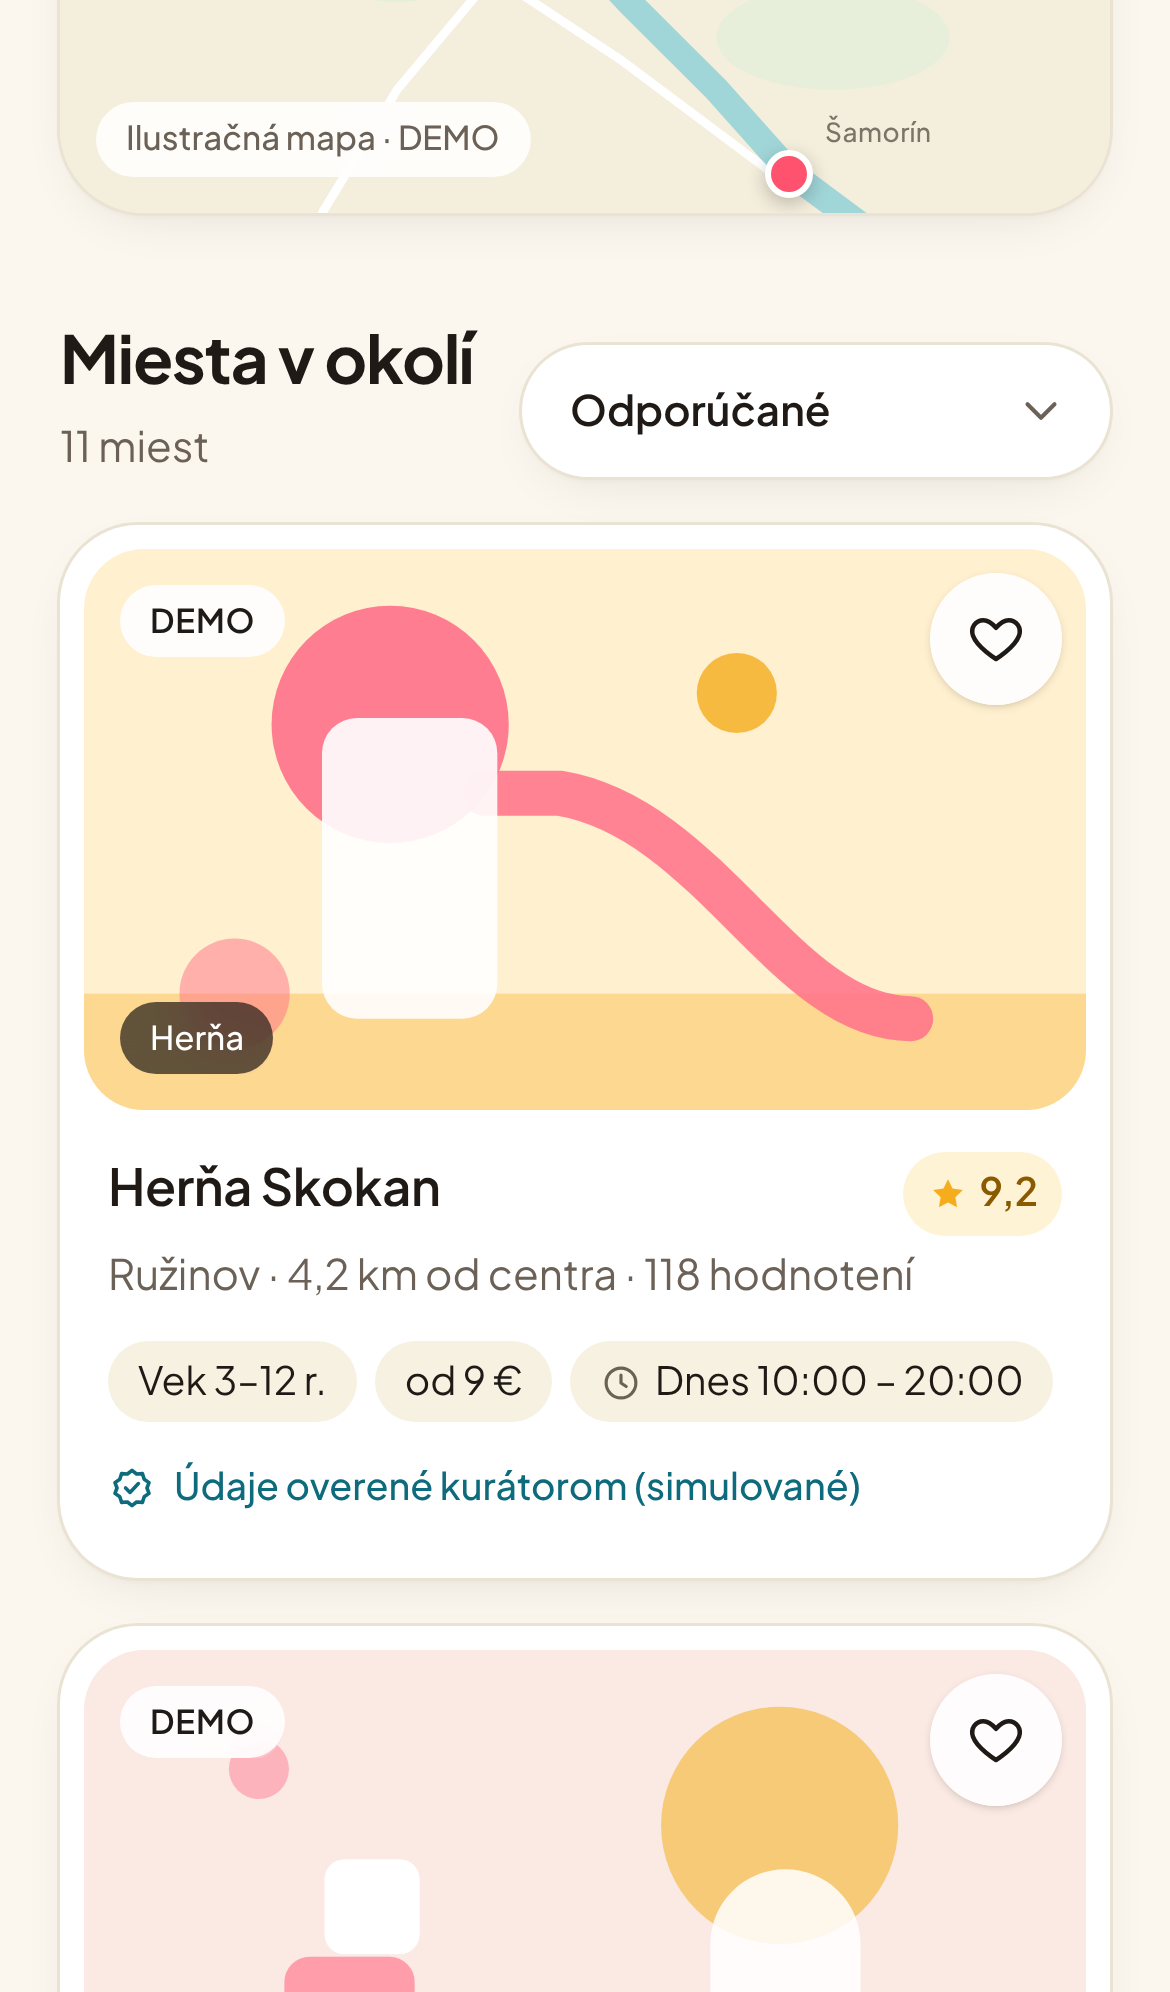 Šamorín
Ilustračná mapa · DEMO
Miesta v okolí
11 miest
Odporúčané
DEMO
Herňa
Herňa Skokan
9,2
Ružinov · 4,2 km od centra · 118 hodnotení
Vek 3–12 r.
od 9 €
Dnes 10:00 – 20:00
Údaje overené kurátorom (simulované)
DEMO